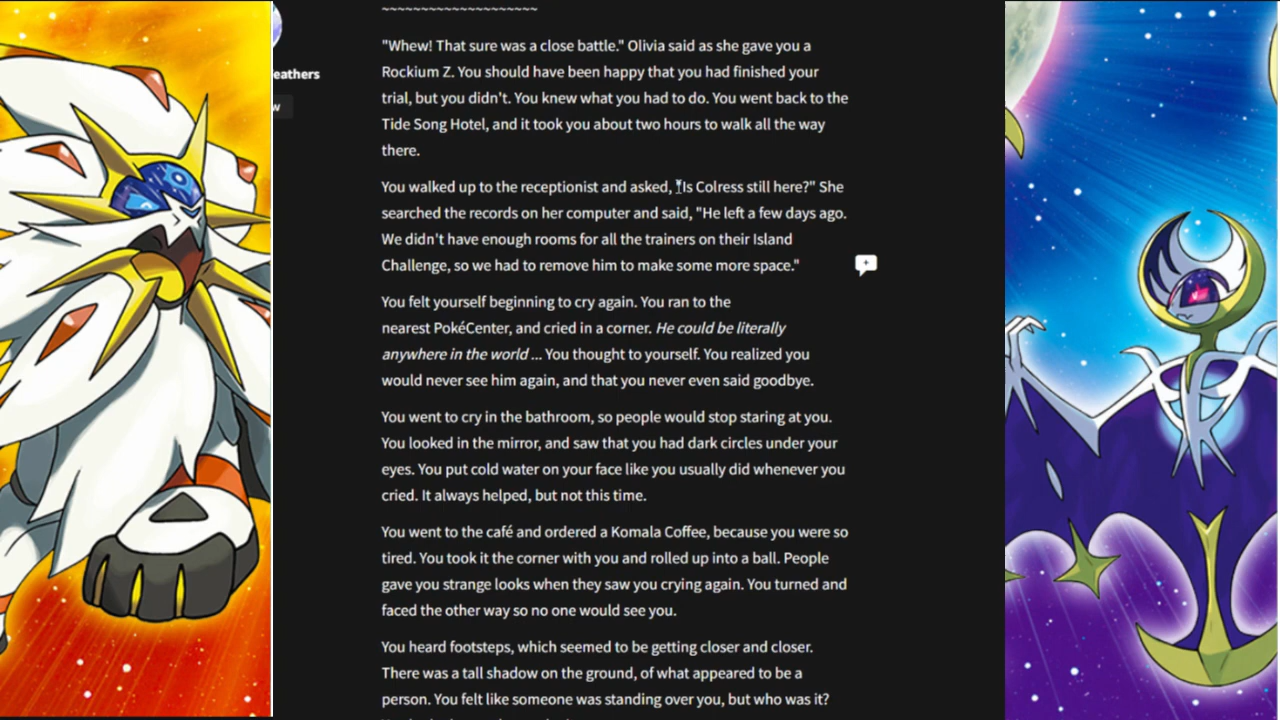 ~~~~~~~~~~~~~~~~~~~~
"Whew! That sure was a close battle." Olivia said as she gave you a
eathers
Rockium Z. You should have been happy that you had finished your
w
trial, but you didn't. You knew what you had to do. You went back to the
Tide Song Hotel, and it took you about two hours to walk all the way
there.
You walked up to the receptionist and asked, "Is Colress still here?" She
searched the records on her computer and said, "He left a few days ago.
We didn't have enough rooms for all the trainers on their Island
Challenge, so we had to remove him to make some more space."
You felt yourself beginning to cry again. You ran to the
nearest PokéCenter, and cried in a corner. He could be literally
anywhere in the world ... You thought to yourself. You realized you
would never see him again, and that you never even said goodbye.
You went to cry in the bathroom, so people would stop staring at you.
You looked in the mirror, and saw that you had dark circles under your
eyes. You put cold water on your face like you usually did whenever you
cried. It always helped, but not this time.
You went to the café and ordered a Komala Coffee, because you were so
tired. You took it the corner with you and rolled up into a ball. People
gave you strange looks when they saw you crying again. You turned and
faced the other way so no one would see you.
You heard footsteps, which seemed to be getting closer and closer.
There was a tall shadow on the ground, of what appeared to be a
person. You felt like someone was standing over you, but who was it?